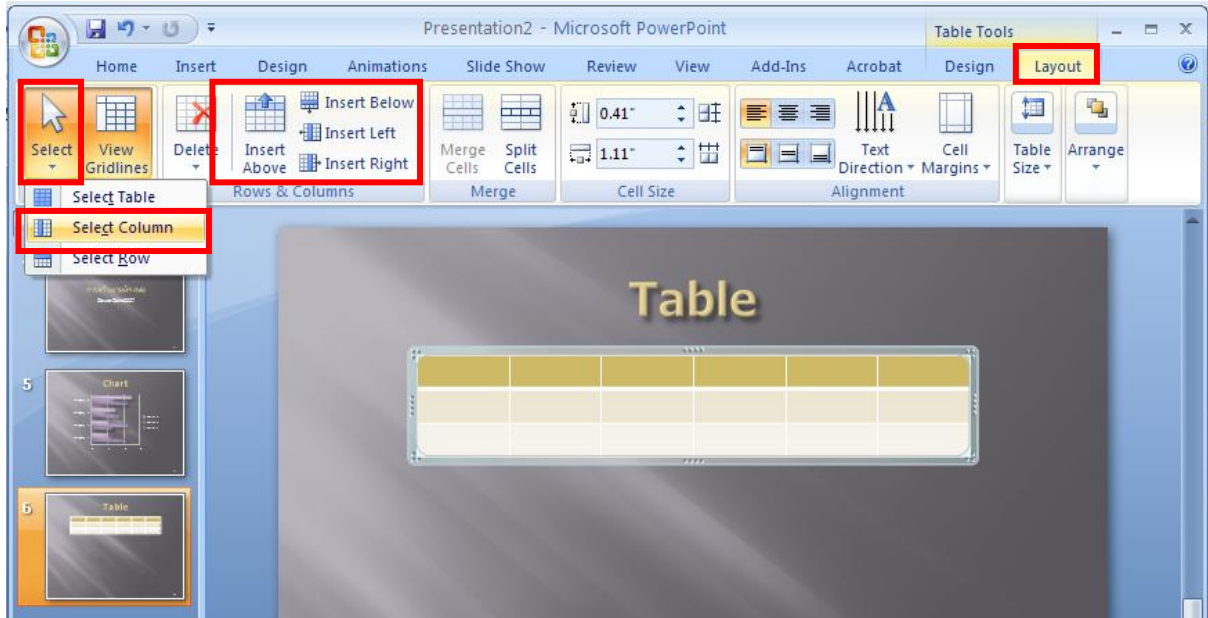 Presentation2 - Microsoft PowerPoint
Table Tools
Home Insert Design Animations Slide Show Review View Add-Ins Acrobat Design Layout
Select
View Gridlines
Delete
Insert Above
Insert Below
Insert Left
Insert Right
Rows & Columns
Merge Cells
Split Cells
Merge
0.41"
1.11"
Cell Size
Text Direction
Cell Margins
Alignment
Table Size
Arrange
Select Table
Select Column
Select Row
5
Chart
6
Table
Table